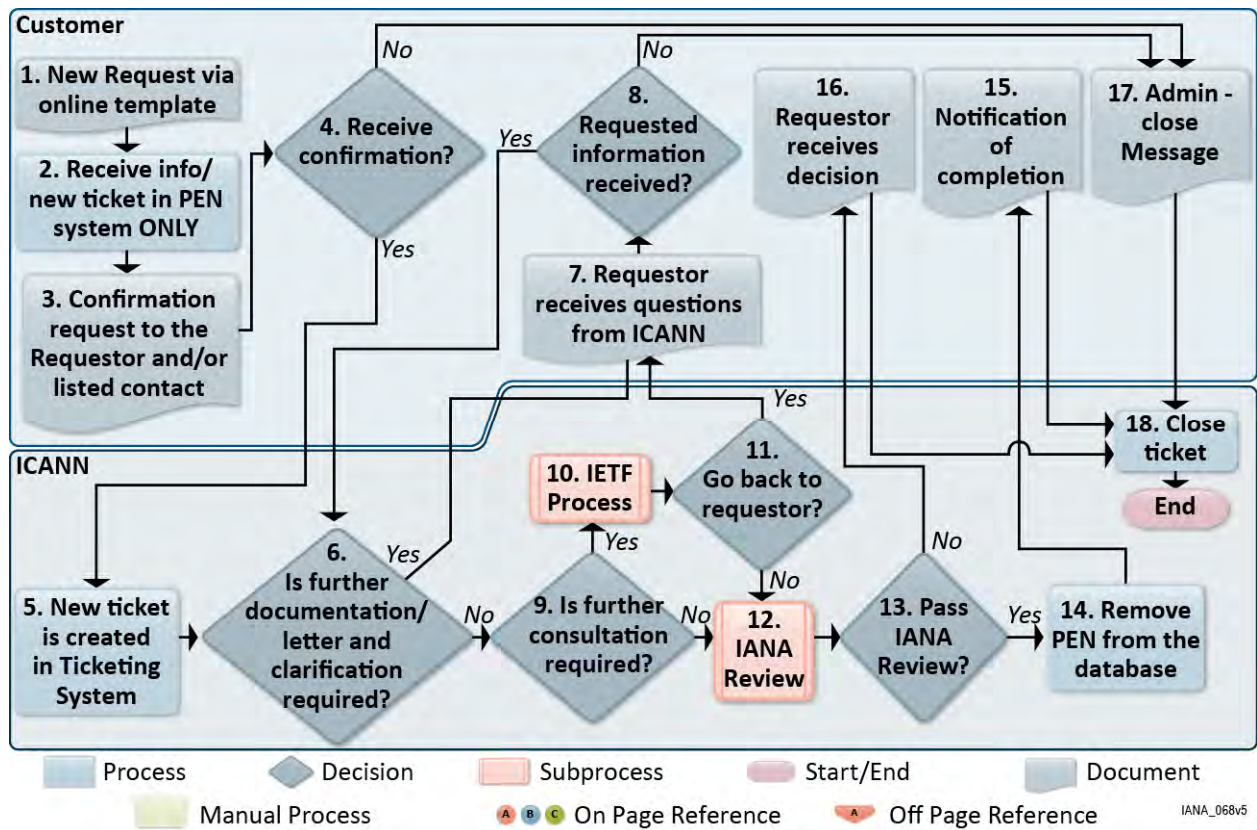 Customer
1. New Request via
online template
2. Receive info/
new ticket in PEN
system ONLY
3. Confirmation
request to the
Requestor and/or
listed contact
4. Receive
confirmation?
No
Yes
8.
Requested
information
received?
No
Yes
7. Requestor
receives questions
from ICANN
16.
Requestor
receives
decision
15.
Notification
of
completion
17. Admin -
close
Message
18. Close
ticket
End
ICANN
5. New ticket
is created
in Ticketing
System
6.
Is further
documentation/
letter and
clarification
required?
Yes
No
9. Is further
consultation
required?
Yes
No
10. IETF
Process
11.
Go back to
requestor?
Yes
No
12.
IANA
Review
13. Pass
IANA
Review?
No
Yes
14. Remove
PEN from the
database
Process
Decision
Subprocess
Start/End
Document
Manual Process
A B C On Page Reference
A Off Page Reference
IANA_068v5